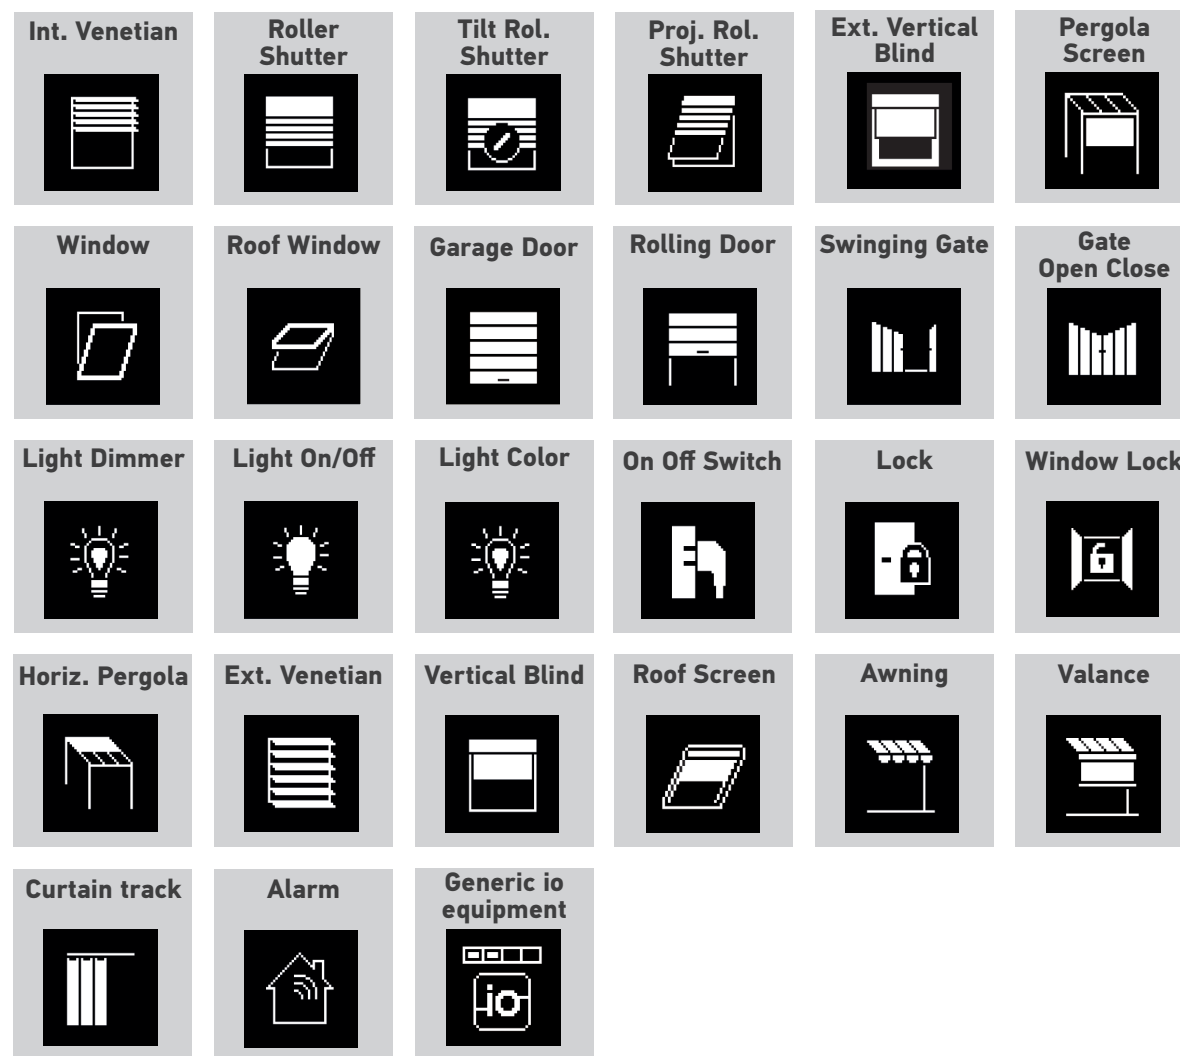 Int. Venetian
Roller
Shutter
Tilt Rol.
Shutter
Proj. Rol.
Shutter
Ext. Vertical
Blind
Pergola
Screen
Window
Roof Window
Garage Door
Rolling Door
Swinging Gate
Gate
Open Close
Light Dimmer
Light On/Off
Light Color
On Off Switch
Lock
Window Lock
Horiz. Pergola
Ext. Venetian
Vertical Blind
Roof Screen
Awning
Valance
Curtain track
Alarm
Generic io
equipment
io